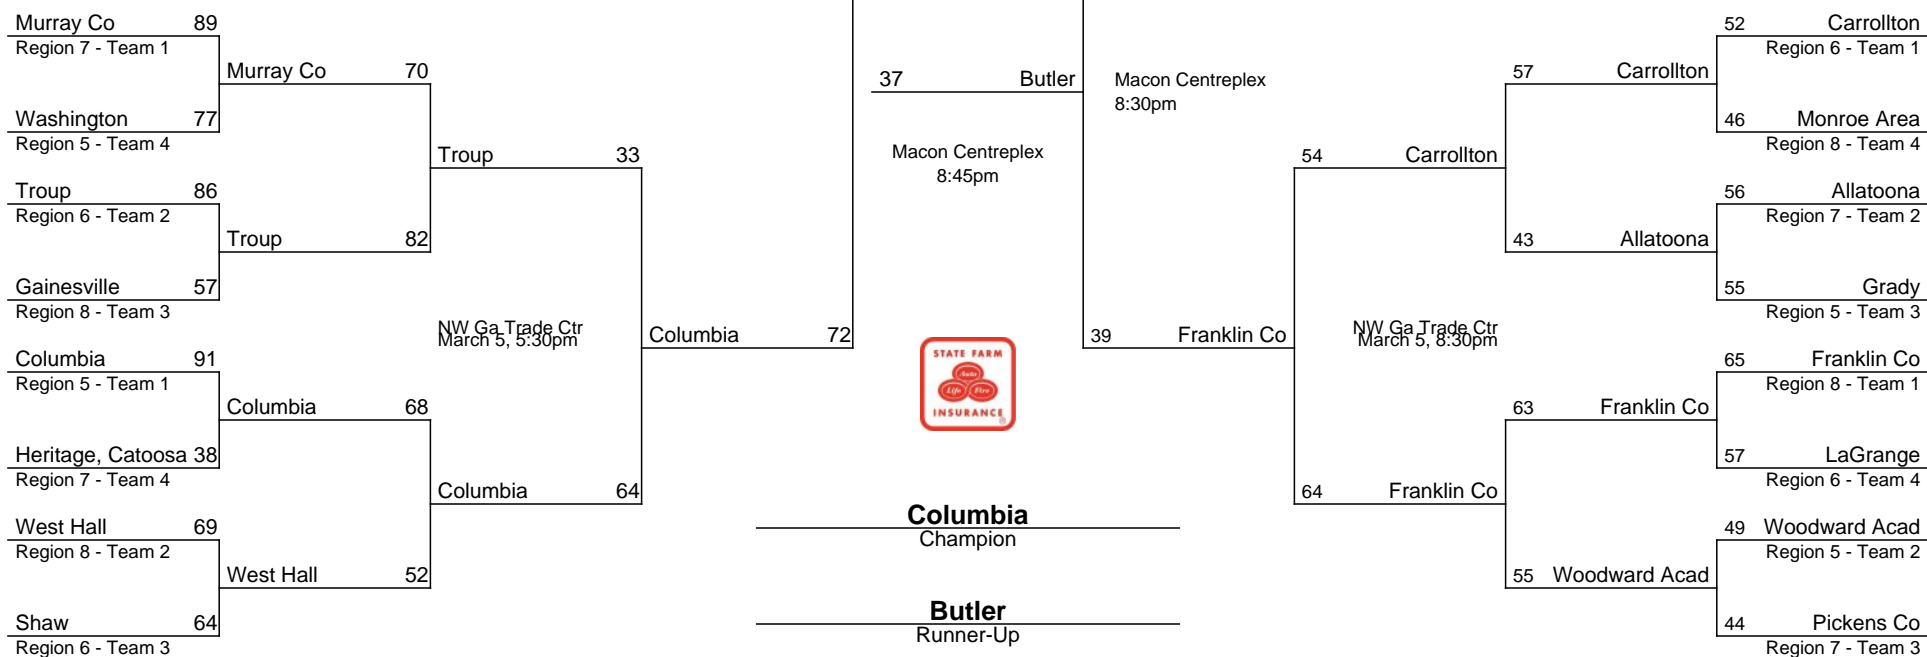 Murray Co 89
Region 7 - Team 1
Murray Co 70
Washington 77
Region 5 - Team 4
Troup 33
Troup 86
Region 6 - Team 2
Troup 82
Gainesville 57
Region 8 - Team 3
NW Ga Trade Ctr
March 5, 5:30pm
Columbia 72
Columbia 91
Region 5 - Team 1
Columbia 68
Heritage, Catoosa 38
Region 7 - Team 4
Columbia 64
West Hall 69
Region 8 - Team 2
West Hall 52
Shaw 64
Region 6 - Team 3
37 Butler
Macon Centreplex
8:30pm
Macon Centreplex
8:45pm
STATE FARM
Auto
Life Fire
INSURANCE
®
Columbia
Champion
Butler
Runner-Up
52 Carrollton
Region 6 - Team 1
57 Carrollton
46 Monroe Area
Region 8 - Team 4
54 Carrollton
56 Allatoona
Region 7 - Team 2
43 Allatoona
55 Grady
Region 5 - Team 3
39 Franklin Co
NW Ga Trade Ctr
March 5, 8:30pm
65 Franklin Co
Region 8 - Team 1
63 Franklin Co
57 LaGrange
Region 6 - Team 4
64 Franklin Co
49 Woodward Acad
Region 5 - Team 2
55 Woodward Acad
44 Pickens Co
Region 7 - Team 3